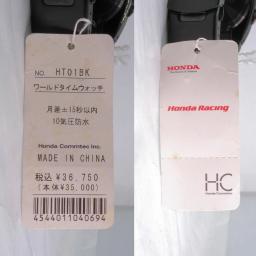 NO. HT01BK
ワールドタイムウォッチ
月差±15秒以内
10気圧防水
Honda Commtec Inc.
MADE IN CHINA
税込 ¥36,750
(本体¥35,000)
4544011040694
HONDA
Honda Racing
HC
Honda Commtec